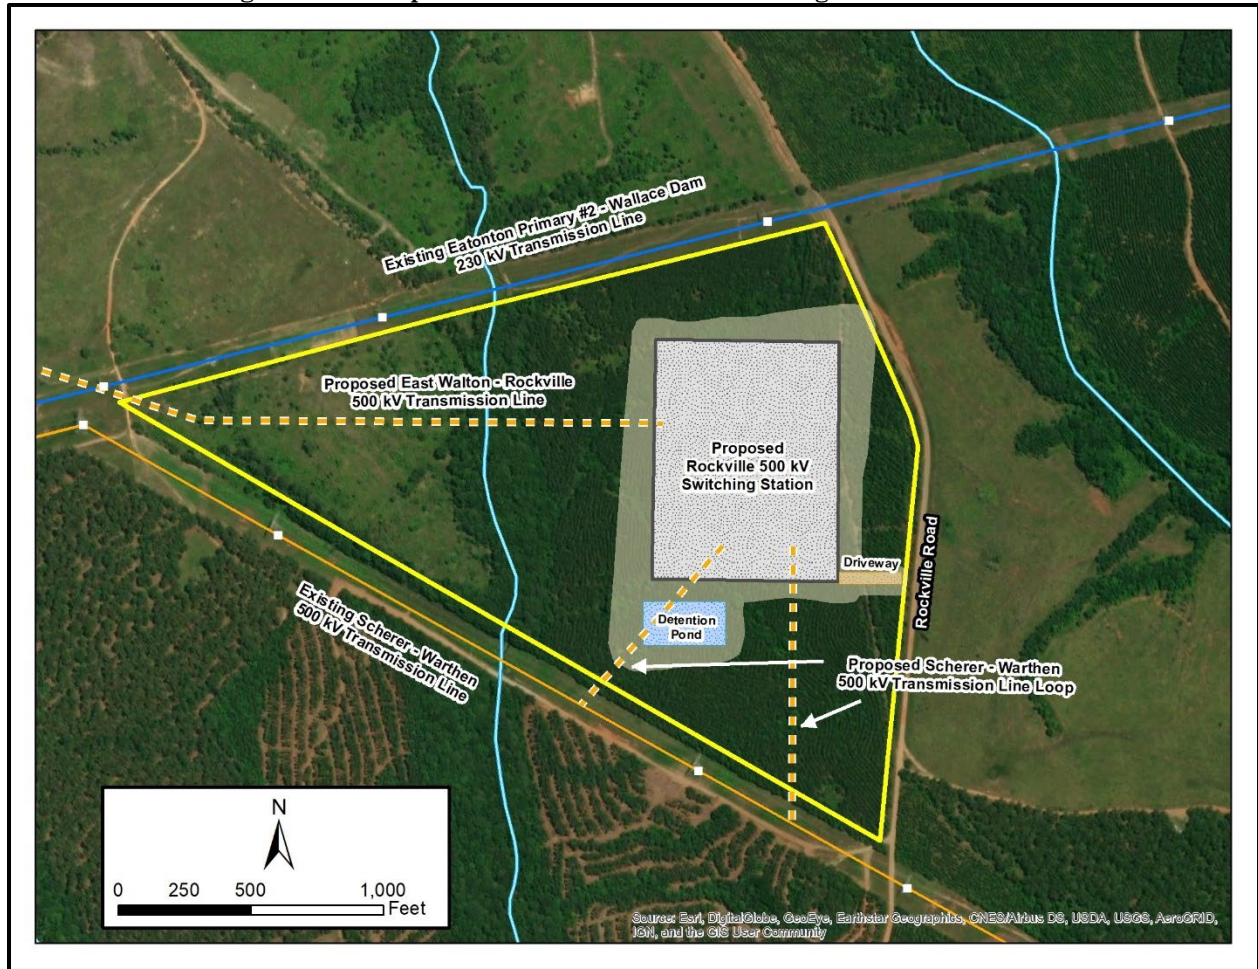 Existing Eatonton Primary #2 - Wallace Dam
230 kV Transmission Line
Proposed East Walton - Rockville
500 kV Transmission Line
Proposed
Rockville 500 kV
Switching Station
Driveway
Rockville Road
Existing Scherer - Warthen
500 kV Transmission Line
Detention
Pond
Proposed Scherer - Warthen
500 kV Transmission Line Loop
N
0 250 500 1,000
Feet
Source: Esri, DigitalGlobe, GeoEye, Earthstar Geographics, CNES/Airbus DS, USDA, USGS, AeroGRID,
IGN, and the GIS User Community